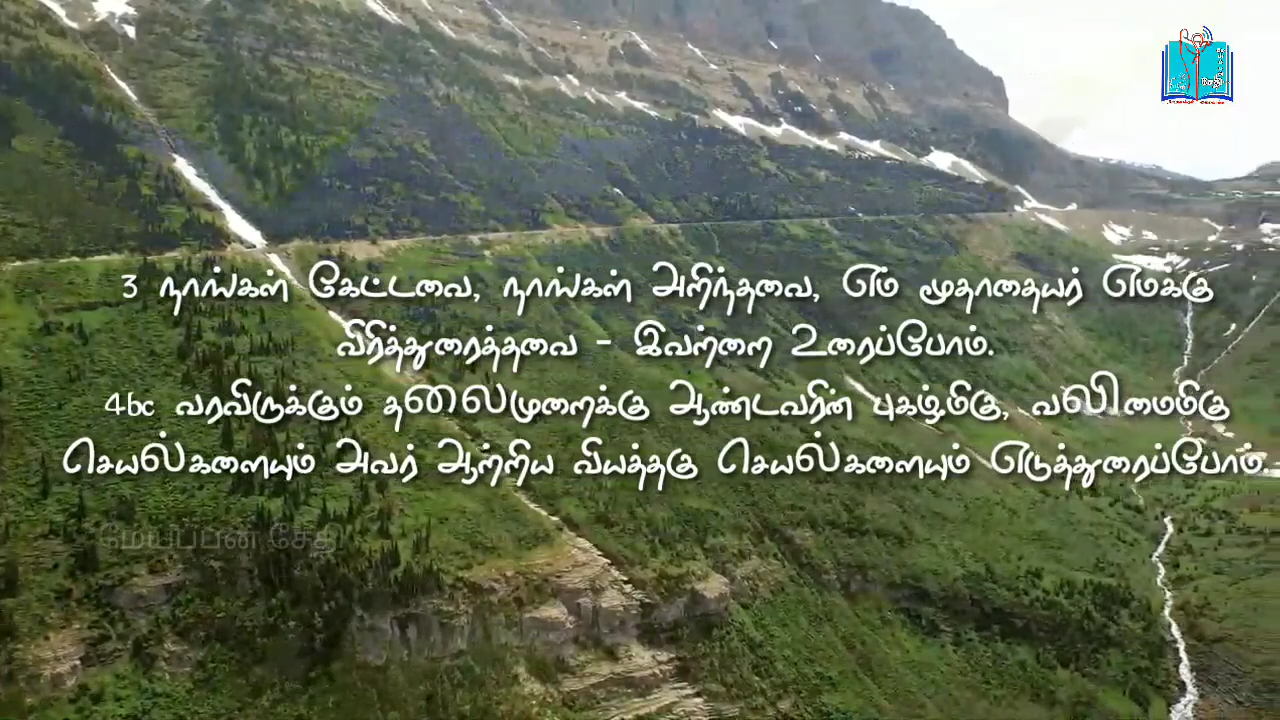 3 நாங்கள் கேட்டவை, நாங்கள் அறிந்தவை, எம் மூதாதையர் எமக்கு
விரித்துரைத்தவை - இவற்றை உரைப்போம்.
4bc வரவிருக்கும் தலைமுறைக்கு ஆண்டவரின் புகழ்மிகு, வலிமைமிகு
செயல்களையும் அவர் ஆற்றிய வியத்தகு செயல்களையும் எடுத்துரைப்போம்.
மேய்ப்பன் சேதி